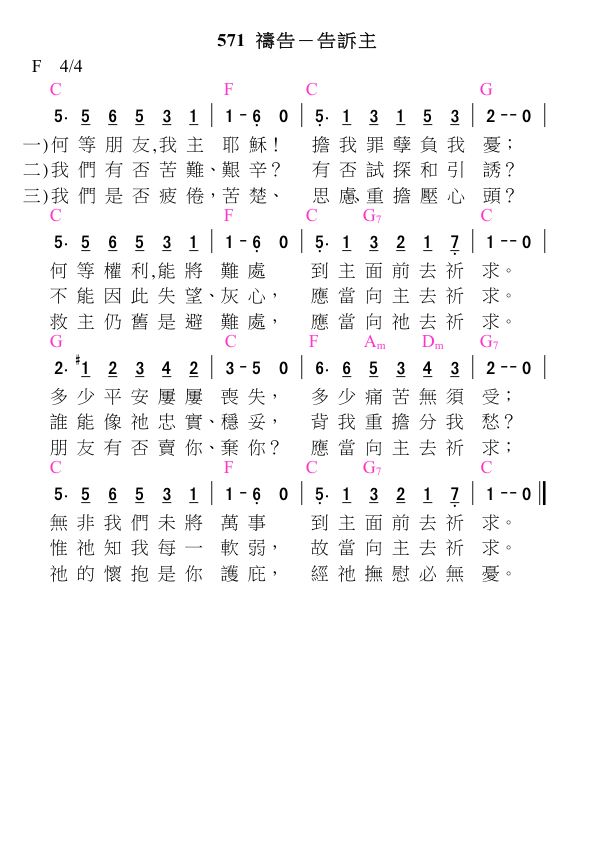 571 禱告－告訴主
F 4/4
C F C G
5. 5 6 5 3 1 | 1 - 6 0 | 5. 1 3 1 5 3 | 2 - - 0 |
一)何等朋友,我主耶穌！ 擔我罪孽負我憂；
二)我們有否苦難、艱辛？ 有否試探和引誘？
三)我們是否疲倦，苦楚、 思慮、重擔壓心頭？
C F C G7 C
5. 5 6 5 3 1 | 1 - 6 0 | 5. 1 3 2 1 7 | 1 - - 0 |
何等權利,能將難處 到主面前去祈求。
不能因此失望、灰心， 應當向主去祈求。
救主仍舊是避難處， 應當向祂去祈求。
G C F Am Dm G7
2. #1 2 3 4 2 | 3 - 5 0 | 6. 6 5 3 4 3 | 2 - - 0 |
多少平安屢屢喪失， 多少痛苦無須受；
誰能像祂忠實、穩妥， 背我重擔分我愁？
朋友有否賣你、棄你？ 應當向主去祈求；
C F C G7 C
5. 5 6 5 3 1 | 1 - 6 0 | 5. 1 3 2 1 7 | 1 - - 0 ‖
無非我們未將萬事 到主面前去祈求。
惟祂知我每一軟弱， 故當向主去祈求。
祂的懷抱是你護庇， 經祂撫慰必無憂。